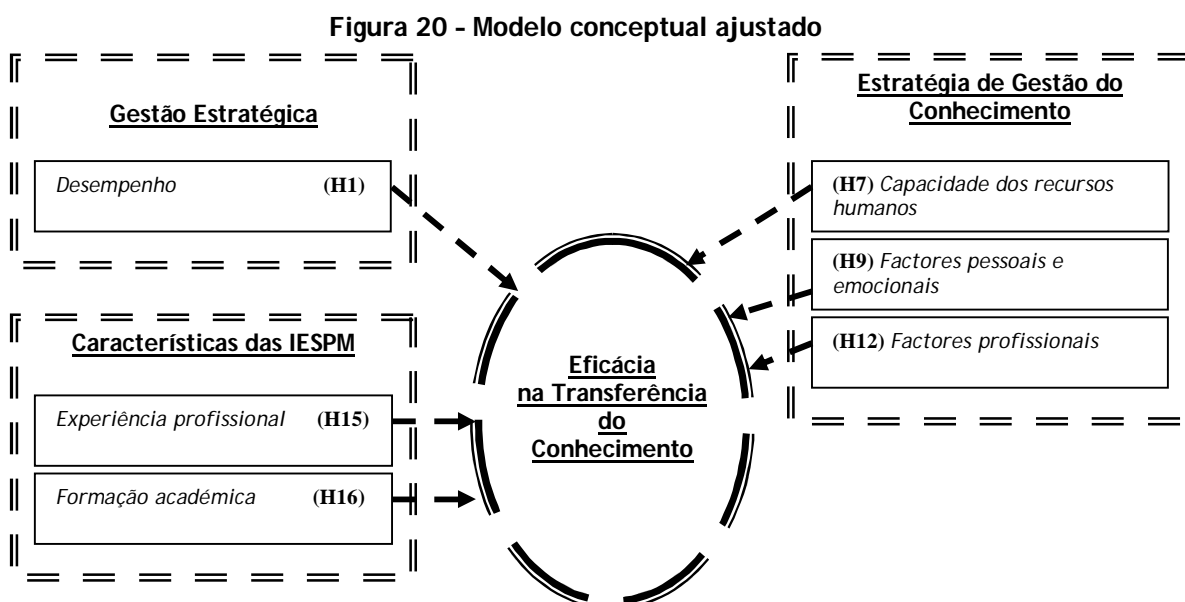 Figura 20 - Modelo conceptual ajustado
Gestão Estratégica
Desempenho (H1)
Características das IESPM
Experiência profissional (H15)
Formação académica (H16)
Eficácia
na Transferência
do
Conhecimento
Estratégia de Gestão do
Conhecimento
(H7) Capacidade dos recursos
humanos
(H9) Factores pessoais e
emocionais
(H12) Factores profissionais